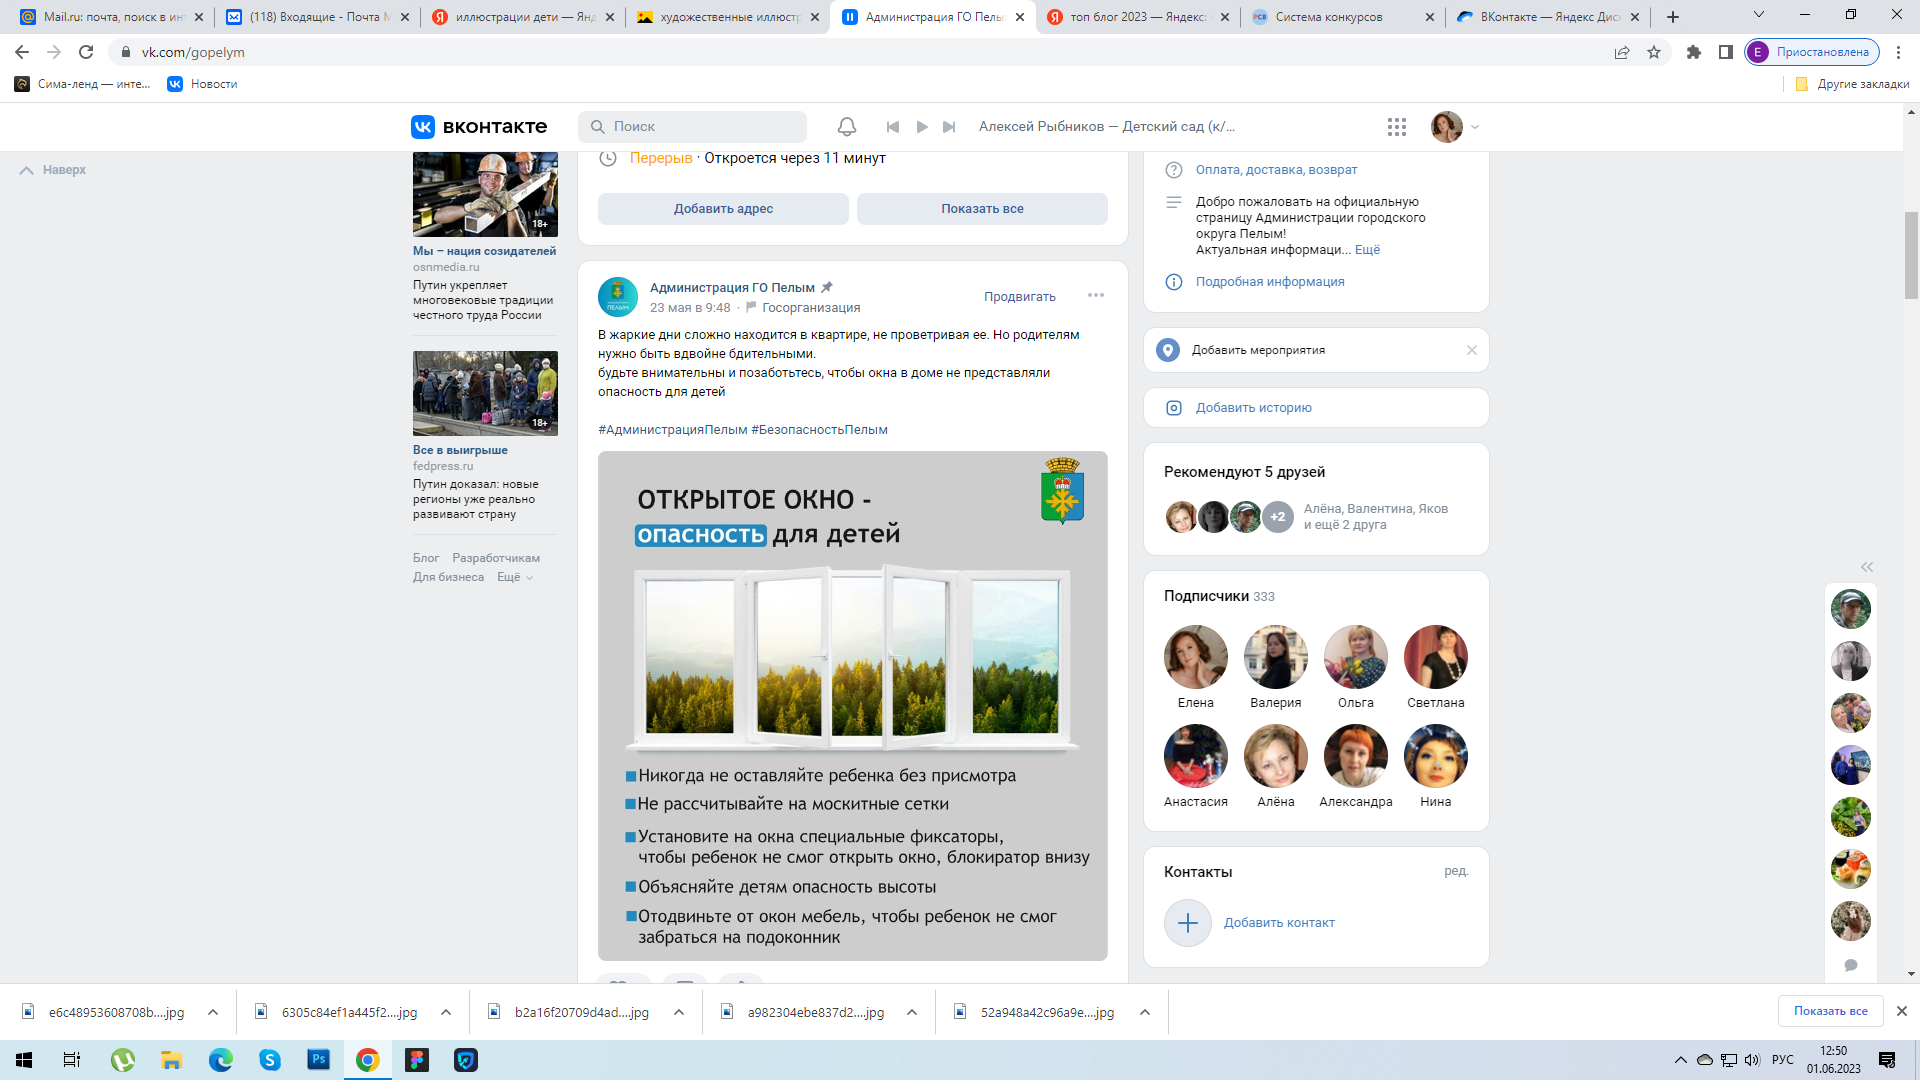 Mail.ru: почта, поиск в инт
(118) Входящие - Почта М
иллюстрации дети — Янд
художественные иллюстр
Администрация ГО Пелы
топ блог 2023 — Яндекс:
Система конкурсов
ВКонтакте — Яндекс Дис
vk.com/gopelym
E
Приостановлена
Сима-ленд — инте...
Новости
Другие закладки
вконтакте
Поиск
Алексей Рыбников — Детский сад (к/...
Наверх
18+
Мы – нация созидателей
osnmedia.ru
Путин укрепляет
многовековые традиции
честного труда России
18+
Все в выигрыше
fedpress.ru
Путин доказал: новые
регионы уже реально
развивают страну
Блог Разработчикам
Для бизнеса Ещё
Перерыв · Откроется через 11 минут
Добавить адрес
Показать все
ПЕЛЫМ
Администрация ГО Пелым
23 мая в 9:48 · Госорганизация
Продвигать
В жаркие дни сложно находится в квартире, не проветривая ее. Но родителям
нужно быть вдвойне бдительными.
будьте внимательны и позаботьтесь, чтобы окна в доме не представляли
опасность для детей
#АдминистрацияПелым #БезопасностьПелым
ОТКРЫТОЕ ОКНО -
опасность для детей
Никогда не оставляйте ребенка без присмотра
Не рассчитывайте на москитные сетки
Установите на окна специальные фиксаторы,
чтобы ребенок не смог открыть окно, блокиратор внизу
Объясняйте детям опасность высоты
Отодвиньте от окон мебель, чтобы ребенок не смог
забраться на подоконник
Оплата, доставка, возврат
Добро пожаловать на официальную
страницу Администрации городского
округа Пелым!
Актуальная информаци... Ещё
Подробная информация
Добавить мероприятия
Добавить историю
Рекомендуют 5 друзей
+2
Алёна, Валентина, Яков
и ещё 2 друга
Подписчики 333
Елена
Валерия
Ольга
Светлана
Анастасия
Алёна
Александра
Нина
Контакты
ред.
Добавить контакт
e6c48953608708b....jpg
6305c84ef1a445f2....jpg
b2a16f20709d4ad....jpg
a982304ebe837d2....jpg
52a948a42c96a9e....jpg
Показать все
Ps
РУС
12:50
01.06.2023